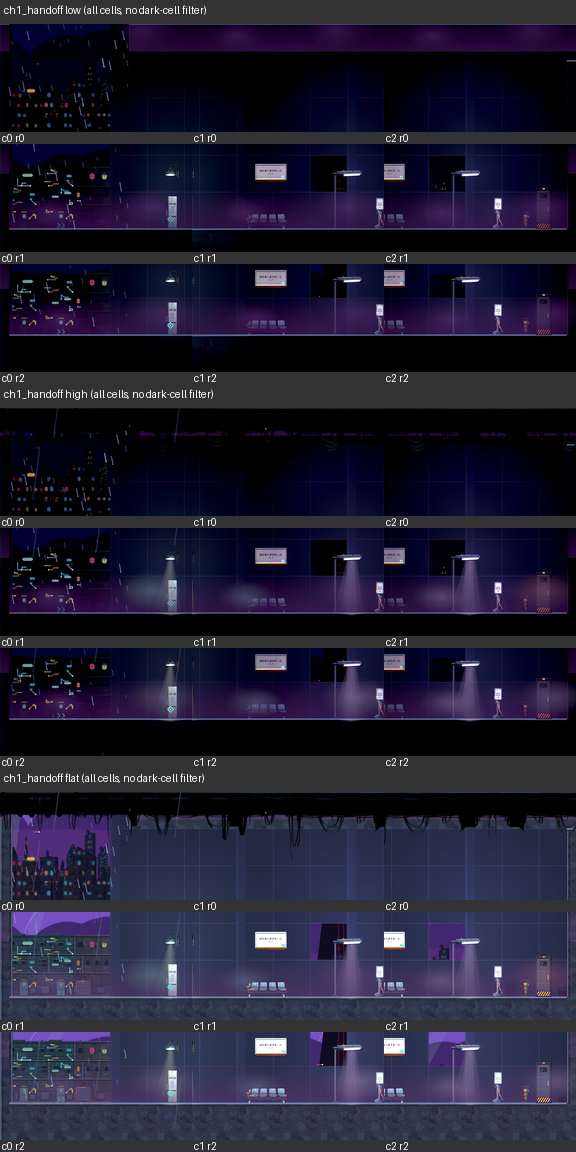 ch1_handoff low (all cells, no dark-cell filter)
c0 r0 c1 r0 c2 r0
c0 r1 c1 r1 c2 r1
c0 r2 c1 r2 c2 r2
ch1_handoff high (all cells, no dark-cell filter)
c0 r0 c1 r0 c2 r0
c0 r1 c1 r1 c2 r1
c0 r2 c1 r2 c2 r2
ch1_handoff flat (all cells, no dark-cell filter)
c0 r0 c1 r0 c2 r0
c0 r1 c1 r1 c2 r1
c0 r2 c1 r2 c2 r2